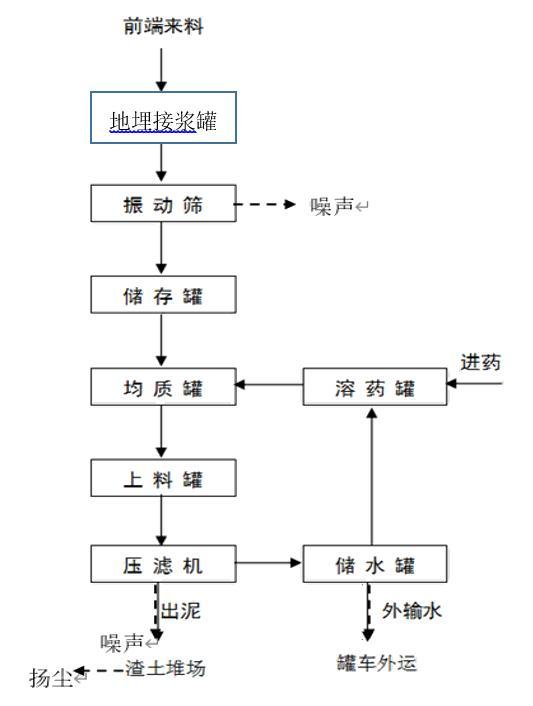 前端来料
地埋接浆罐
振动筛
噪声
储存罐
进药
均质罐
溶药罐
上料罐
压滤机
储水罐
出泥
外输水
噪声
渣土堆场
罐车外运
扬尘